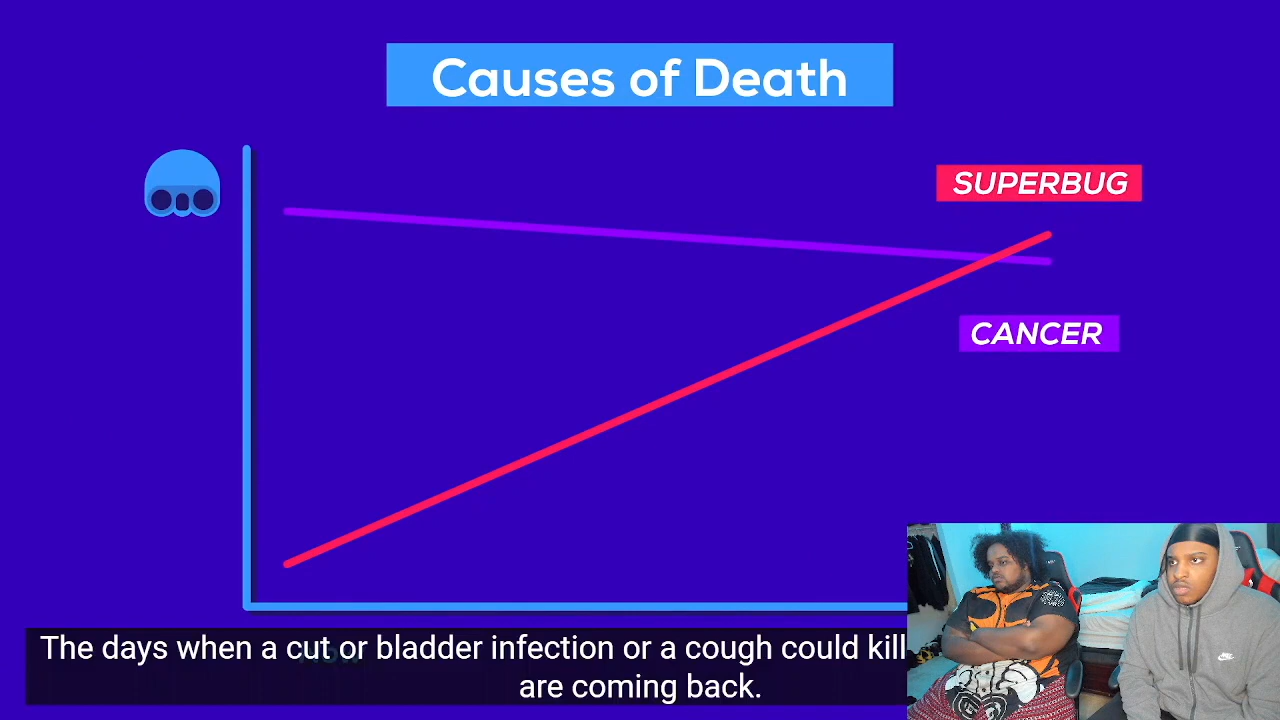 Causes of Death
SUPERBUG
CANCER
The days when a cut or bladder infection or a cough could kill
are coming back.